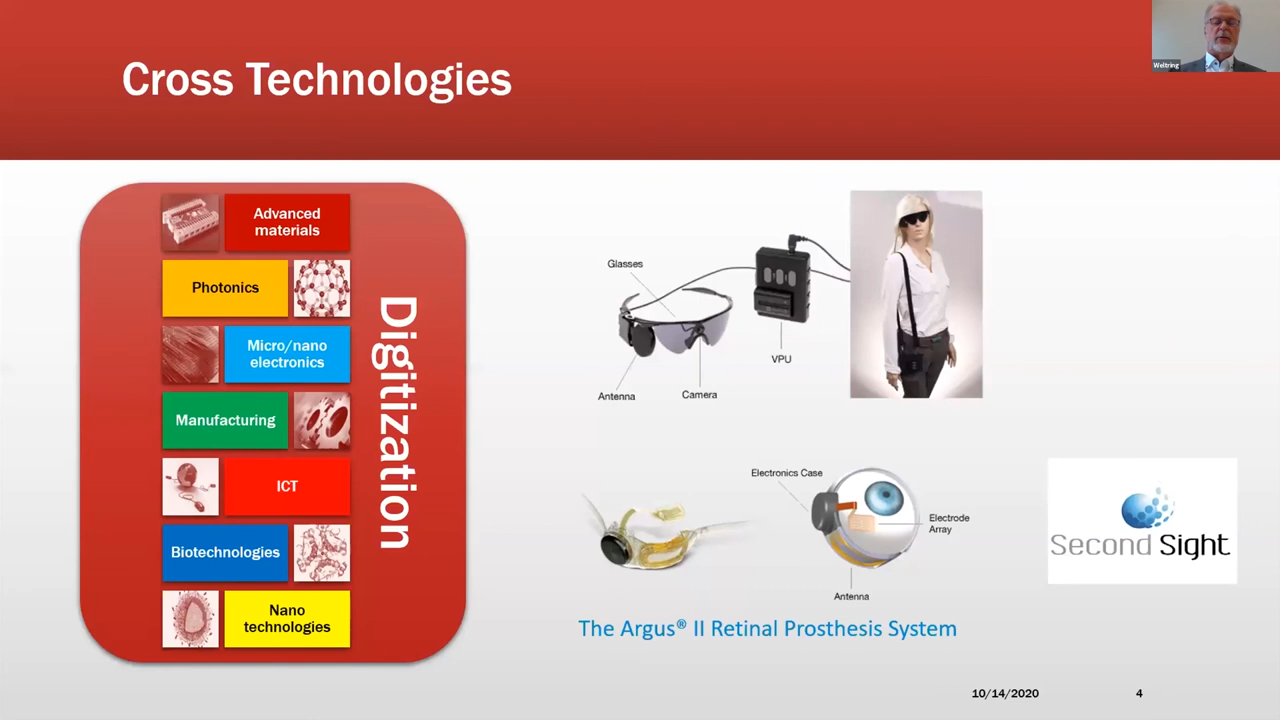 Cross Technologies
Weltring
Advanced
materials
Photonics
Micro/nano
electronics
Manufacturing
ICT
Biotechnologies
Nano
technologies
Digitization
Glasses
VPU
Antenna
Camera
Electronics Case
Electrode
Array
Antenna
The Argus® II Retinal Prosthesis System
Second Sight
10/14/2020
4